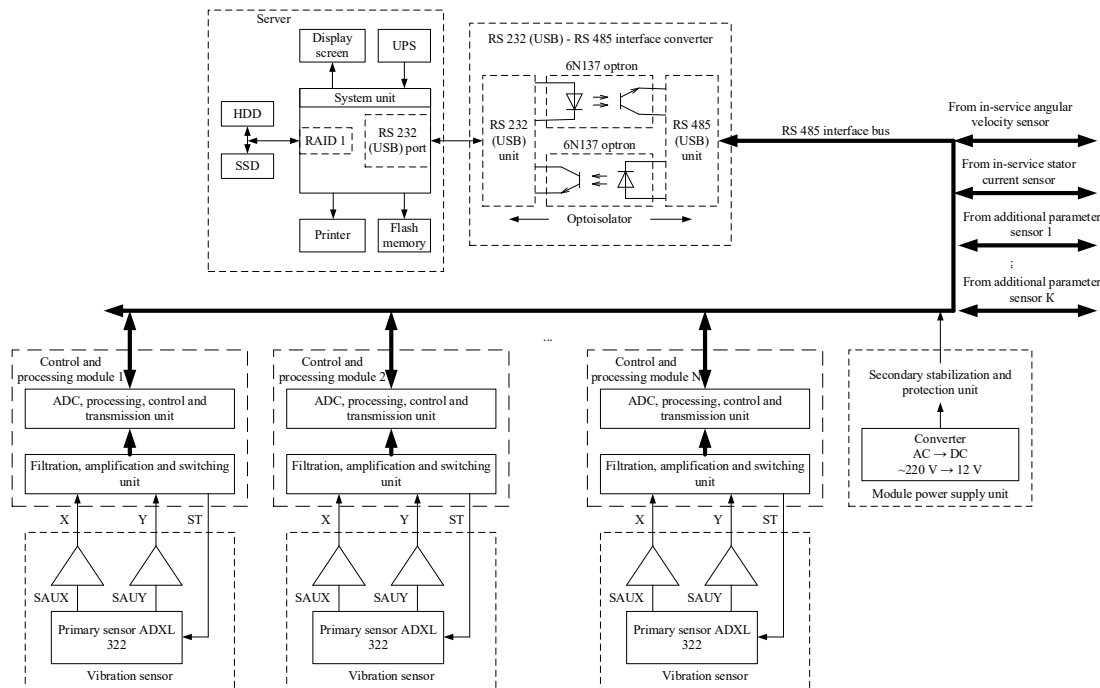 Server
Display
screen
UPS
System unit
HDD
SSD
RAID 1
RS 232
(USB) port
Printer
Flash
memory
RS 232 (USB) - RS 485 interface converter
6N137 optron
RS 232
(USB)
unit
RS 485
(USB)
unit
6N137 optron
Optoisolator
RS 485 interface bus
From in-service angular
velocity sensor
From in-service stator
current sensor
From additional parameter
sensor 1
...
From additional parameter
sensor K
...
Control and
processing module 1
ADC, processing, control and
transmission unit
Filtration, amplification and switching
unit
X
Y
ST
SAUX
SAUY
Primary sensor ADXL
322
Vibration sensor
Control and
processing module 2
ADC, processing, control and
transmission unit
Filtration, amplification and switching
unit
X
Y
ST
SAUX
SAUY
Primary sensor ADXL
322
Vibration sensor
Control and
processing module N
ADC, processing, control and
transmission unit
Filtration, amplification and switching
unit
X
Y
ST
SAUX
SAUY
Primary sensor ADXL
322
Vibration sensor
Secondary stabilization and
protection unit
Converter
AC → DC
~220 V → 12 V
Module power supply unit